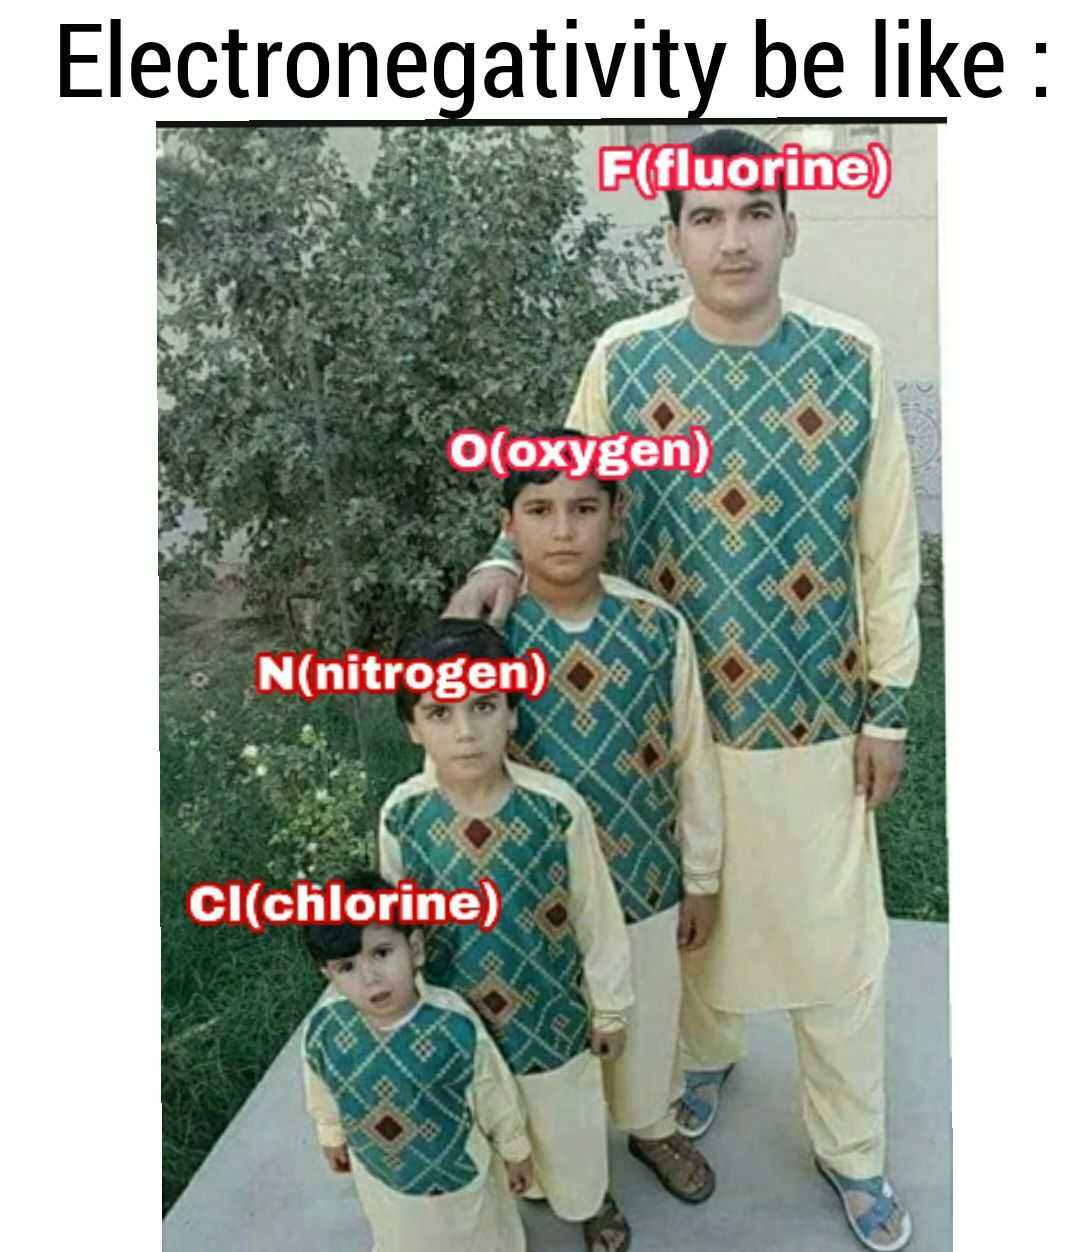 Electronegativity be like :
F(fluorine)
O(oxygen)
N(nitrogen)
Cl(chlorine)